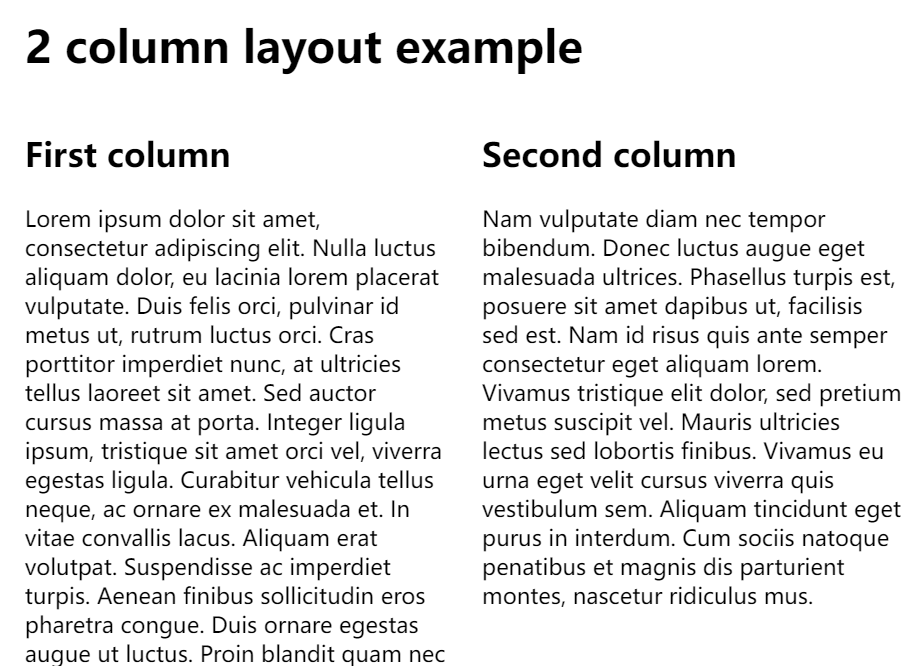 2 column layout example
First column
Lorem ipsum dolor sit amet,
consectetur adipiscing elit. Nulla luctus
aliquam dolor, eu lacinia lorem placerat
vulputate. Duis felis orci, pulvinar id
metus ut, rutrum luctus orci. Cras
porttitor imperdiet nunc, at ultricies
tellus laoreet sit amet. Sed auctor
cursus massa at porta. Integer ligula
ipsum, tristique sit amet orci vel, viverra
egestas ligula. Curabitur vehicula tellus
neque, ac ornare ex malesuada et. In
vitae convallis lacus. Aliquam erat
volutpat. Suspendisse ac imperdiet
turpis. Aenean finibus sollicitudin eros
pharetra congue. Duis ornare egestas
augue ut luctus. Proin blandit quam nec
Second column
Nam vulputate diam nec tempor
bibendum. Donec luctus augue eget
malesuada ultrices. Phasellus turpis est,
posuere sit amet dapibus ut, facilisis
sed est. Nam id risus quis ante semper
consectetur eget aliquam lorem.
Vivamus tristique elit dolor, sed pretium
metus suscipit vel. Mauris ultricies
lectus sed lobortis finibus. Vivamus eu
urna eget velit cursus viverra quis
vestibulum sem. Aliquam tincidunt eget
purus in interdum. Cum sociis natoque
penatibus et magnis dis parturient
montes, nascetur ridiculus mus.